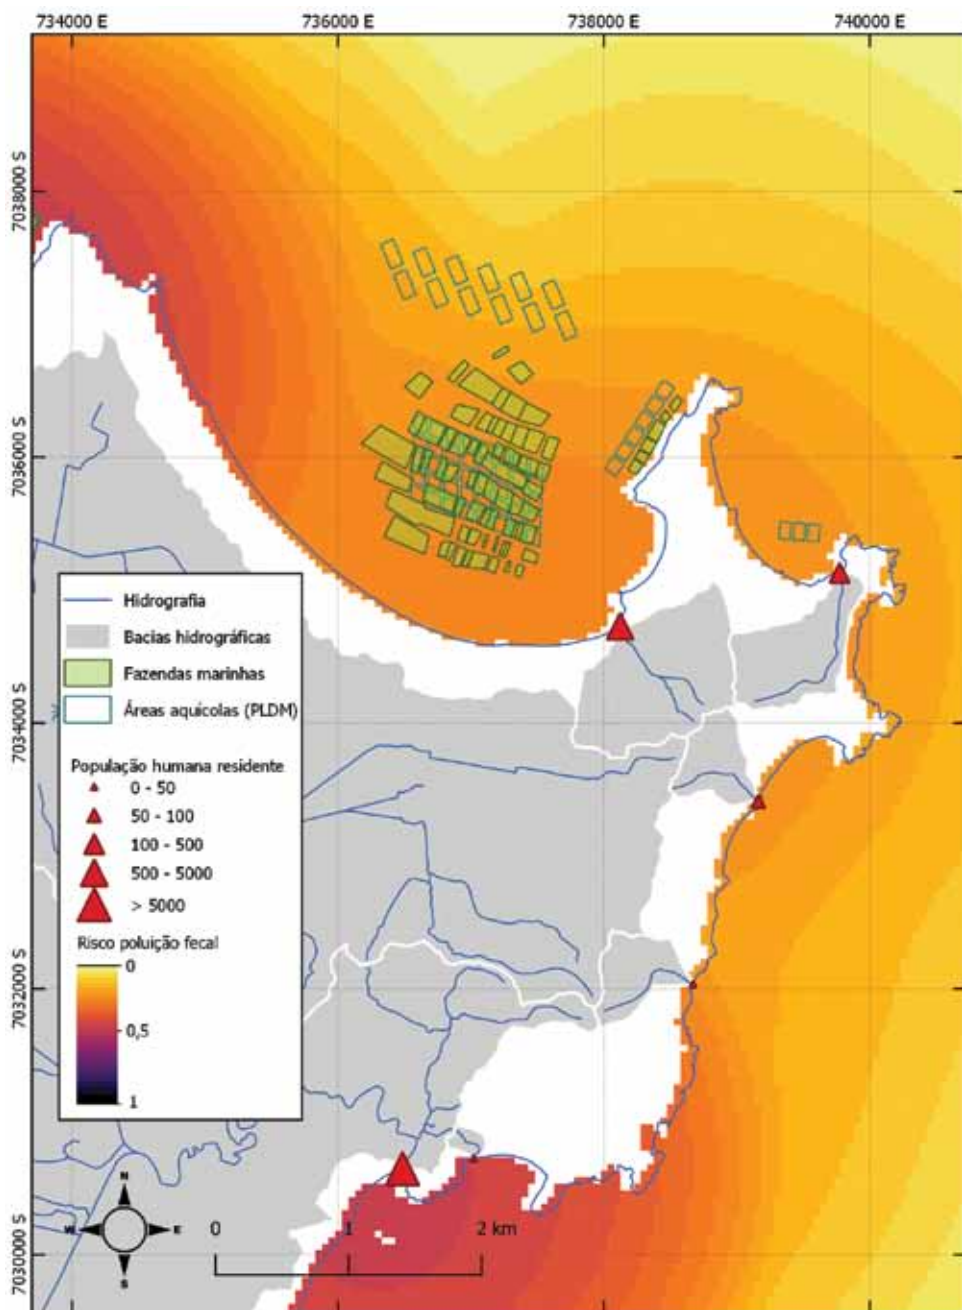 734000 E 736000 E 738000 E 740000 E
7038000 S
7036000 S
7034000 S
7032000 S
7030000 S
Hidrografia
Bacias hidrográficas
Fazendas marinhas
Áreas aquícolas (PLDM)
População humana residente
0 - 50
50 - 100
100 - 500
500 - 5000
> 5000
Risco poluição fecal
0
0,5
1
N
W E
S
0 1 2 km